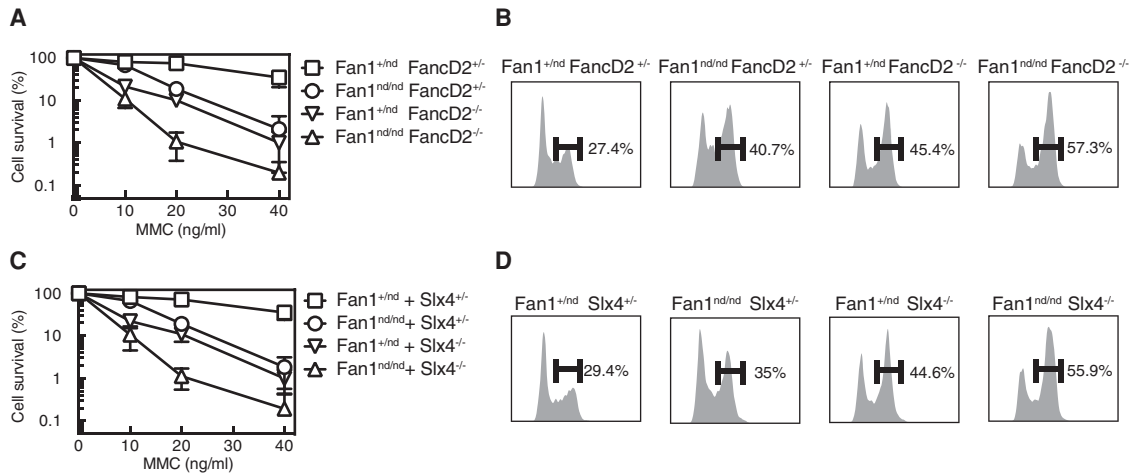 A
Cell survival (%)
100
10
1
0.1
0 10 20 30 40
MMC (ng/ml)
Fan1+/nd FancD2+/-
Fan1nd/nd FancD2+/-
Fan1+/nd FancD2-/-
Fan1nd/nd FancD2-/-
B
Fan1+/nd FancD2 +/-
27.4%
Fan1nd/nd FancD2 +/-
40.7%
Fan1+/nd FancD2 -/-
45.4%
Fan1nd/nd FancD2 -/-
57.3%
C
Cell survival (%)
100
10
1
0.1
0 10 20 30 40
MMC (ng/ml)
Fan1+/nd + Slx4+/-
Fan1nd/nd+ Slx4+/-
Fan1+/nd + Slx4-/-
Fan1nd/nd+ Slx4-/-
D
Fan1+/nd Slx4+/-
29.4%
Fan1nd/nd Slx4+/-
35%
Fan1+/nd Slx4-/-
44.6%
Fan1nd/nd Slx4-/-
55.9%